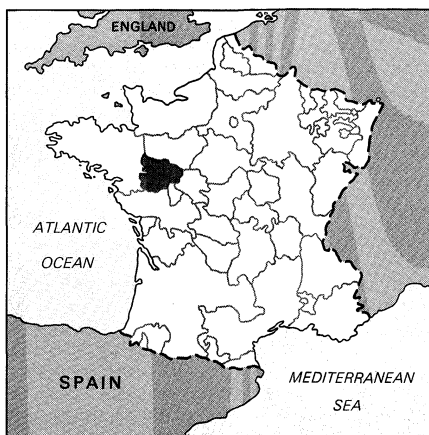 ENGLAND
ATLANTIC
OCEAN
SPAIN
MEDITERRANEAN
SEA